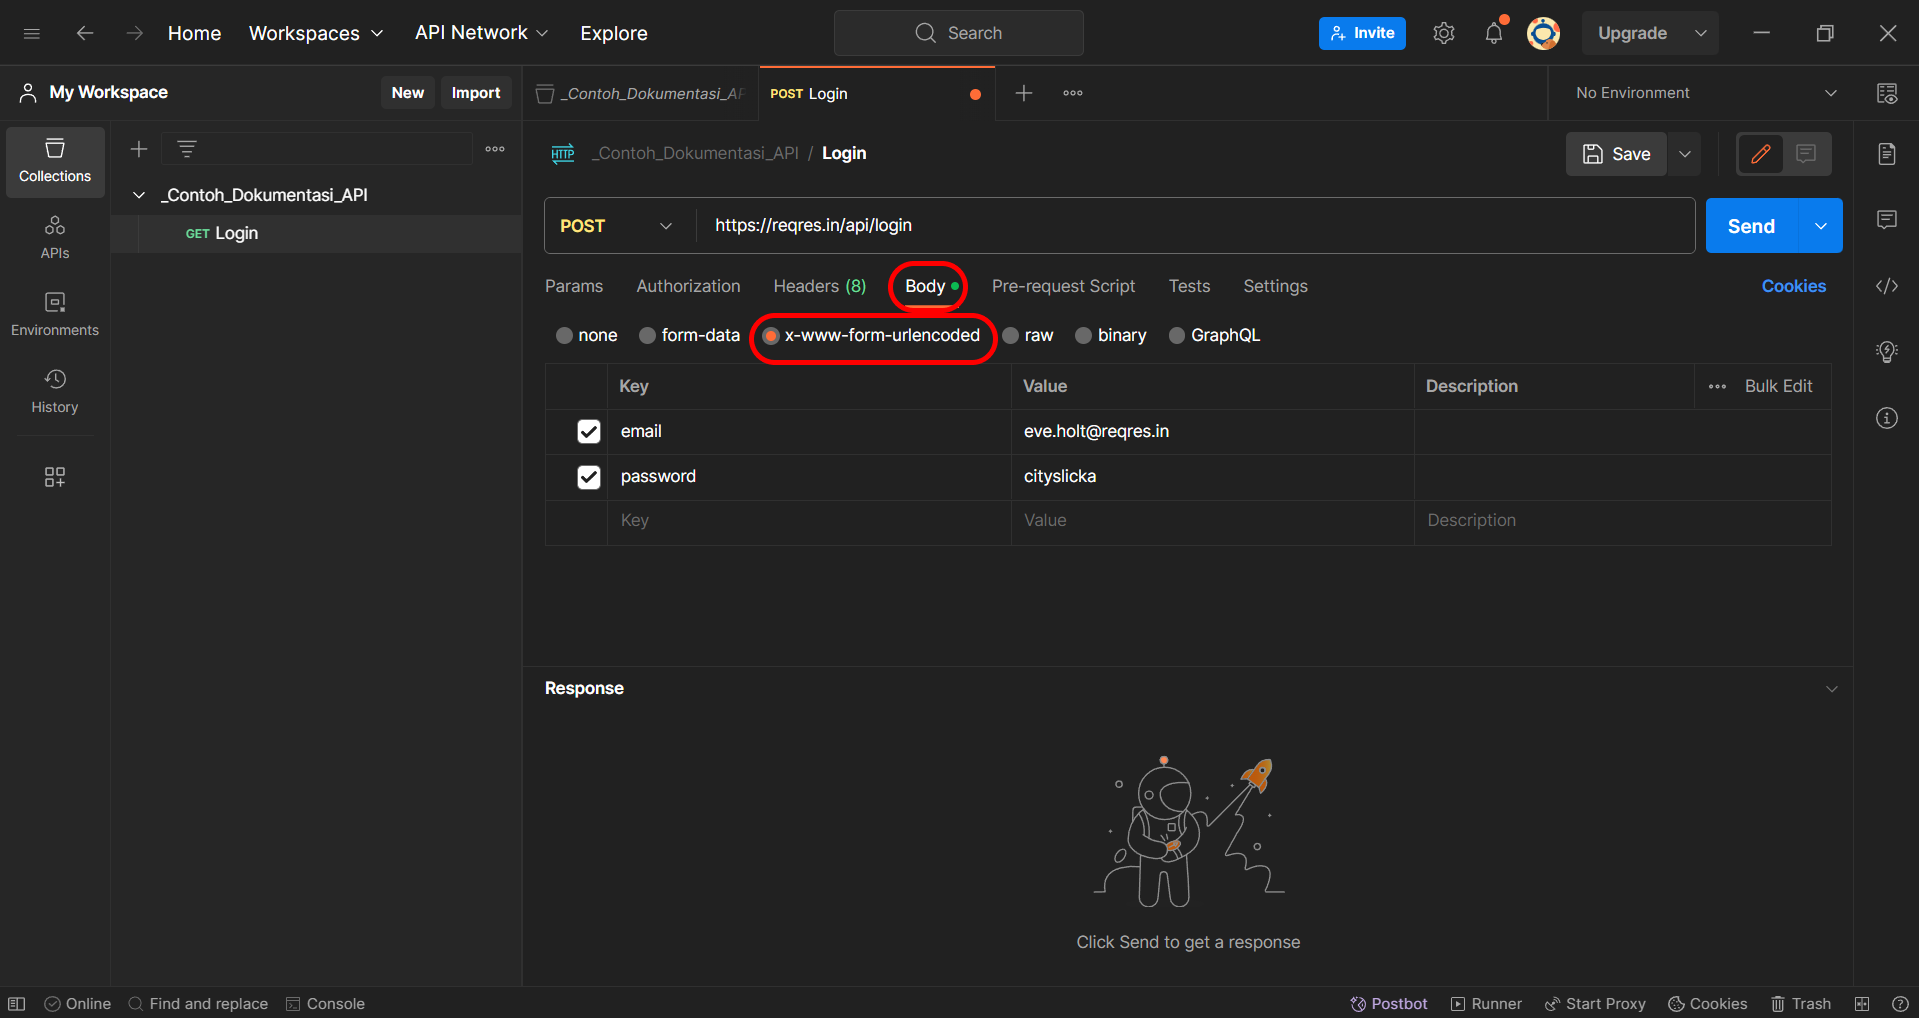 Home Workspaces API Network Explore Search Invite Upgrade
My Workspace New Import _Contoh_Dokumentasi_AP POST Login No Environment
Collections
APIs
Environments
History
_Contoh_Dokumentasi_API
GET Login
HTTP _Contoh_Dokumentasi_API / Login Save
POST https://reqres.in/api/login Send
Params Authorization Headers (8) Body Pre-request Script Tests Settings Cookies
none form-data x-www-form-urlencoded raw binary GraphQL
Key Value Description Bulk Edit
email eve.holt@reqres.in
password cityslicka
Key Value Description
Response
Click Send to get a response
Online Find and replace Console Postbot Runner Start Proxy Cookies Trash